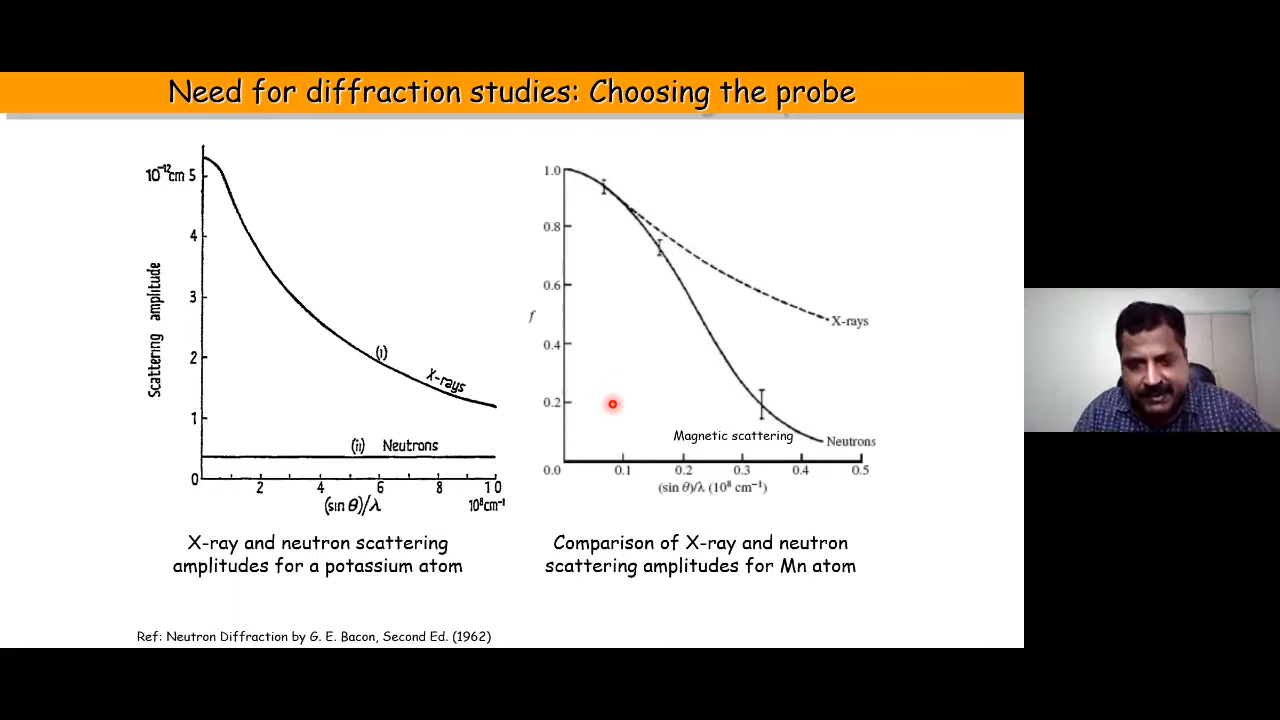 Need for diffraction studies: Choosing the probe
10⁻¹²cm 5
4
3
2
1
0
Scattering amplitude
(i)
X-rays
(ii) Neutrons
2 4 6 8 10
(sin θ)/λ
10⁸cm⁻¹
X-ray and neutron scattering
amplitudes for a potassium atom
1.0
0.8
0.6
0.4
0.2
0.0
f
X-rays
Magnetic scattering
Neutrons
0.1 0.2 0.3 0.4 0.5
(sin θ)/λ (10⁸ cm⁻¹)
Comparison of X-ray and neutron
scattering amplitudes for Mn atom
Ref: Neutron Diffraction by G. E. Bacon, Second Ed. (1962)